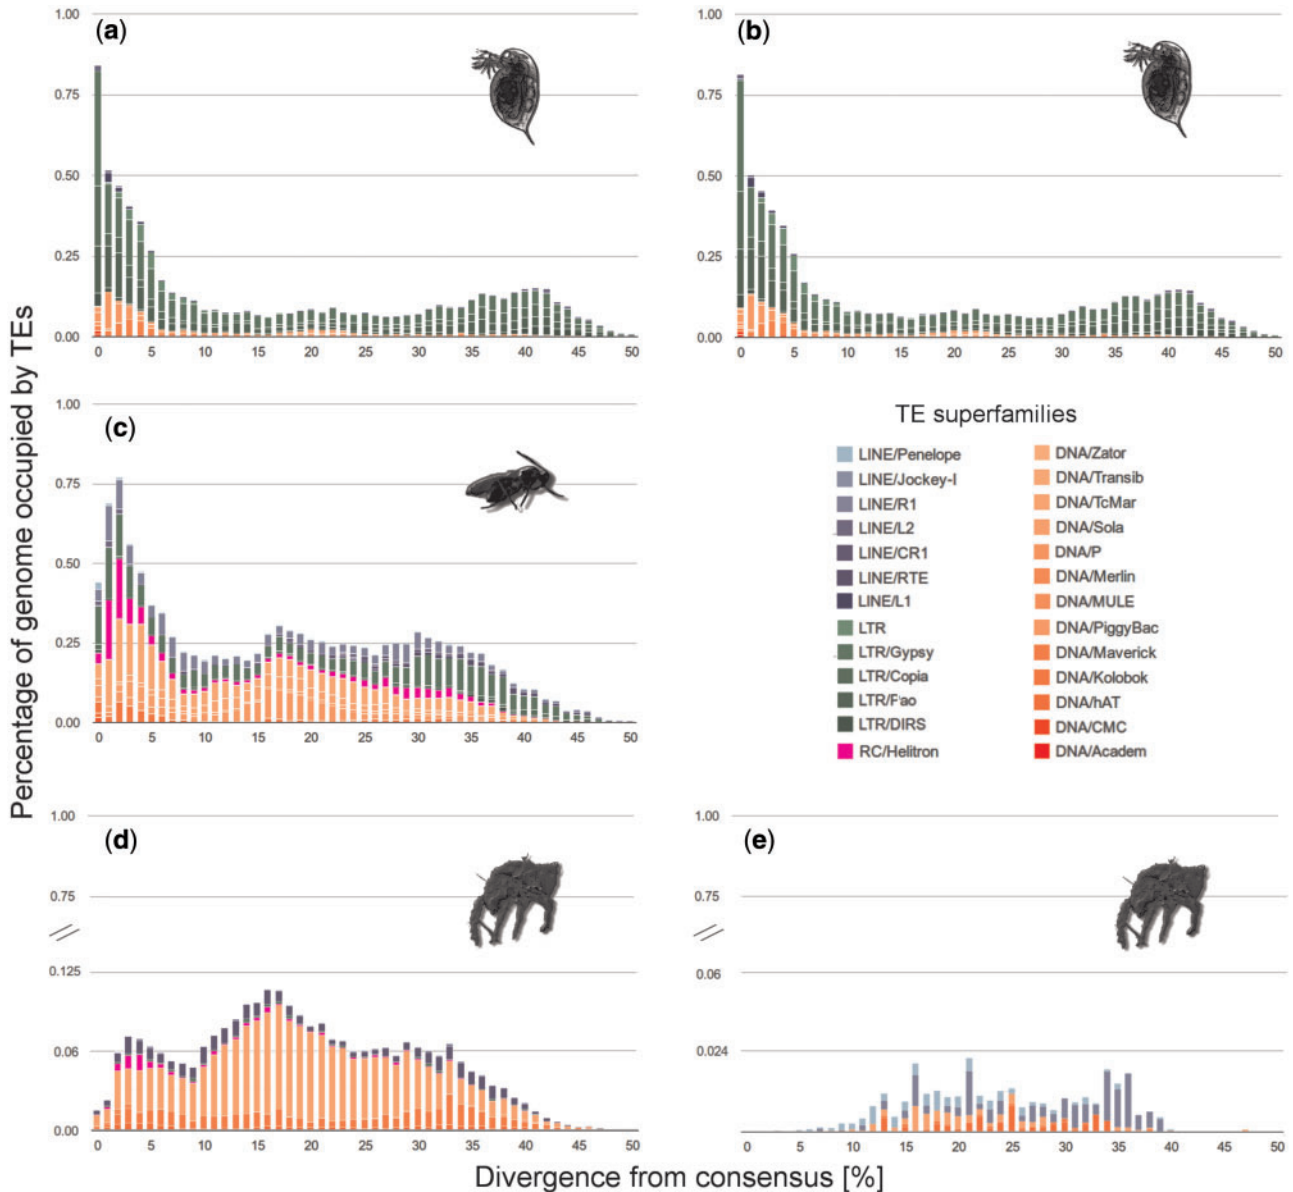 1.00
(a)
0.75
0.50
0.25
0.00
0 5 10 15 20 25 30 35 40 45 50
1.00
(b)
0.75
0.50
0.25
0.00
0 5 10 15 20 25 30 35 40 45 50
Percentage of genome occupied by TEs
1.00
(c)
0.75
0.50
0.25
0.00
0 5 10 15 20 25 30 35 40 45 50
TE superfamilies
LINE/Penelope
LINE/Jockey-I
LINE/R1
LINE/L2
LINE/CR1
LINE/RTE
LINE/L1
LTR
LTR/Gypsy
LTR/Copia
LTR/Pao
LTR/DIRS
RC/Helitron
DNA/Zator
DNA/Transib
DNA/TcMar
DNA/Sola
DNA/P
DNA/Merlin
DNA/MULE
DNA/PiggyBac
DNA/Maverick
DNA/Kolobok
DNA/hAT
DNA/CMC
DNA/Academ
1.00
(d)
0.75
0.125
0.06
0.00
0 5 10 15 20 25 30 35 40 45 50
1.00
(e)
0.75
0.06
0.024
0 5 10 15 20 25 30 35 40 45 50
Divergence from consensus [%]